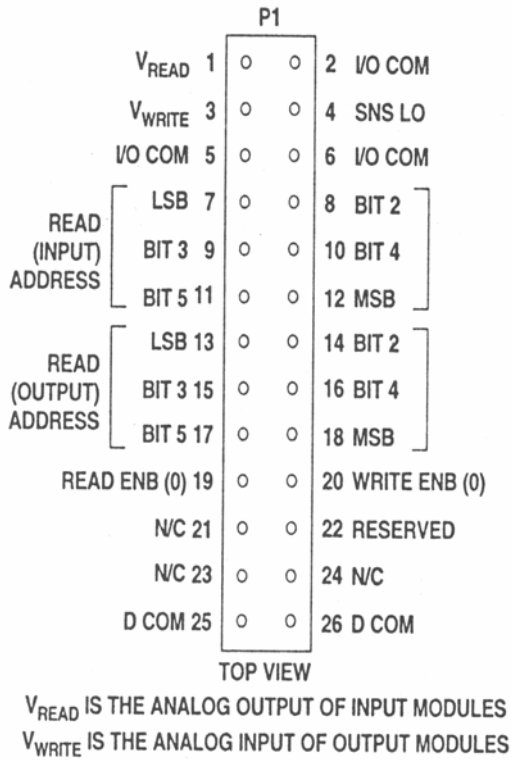 P1
VREAD 1 2 I/O COM
VWRITE 3 4 SNS LO
I/O COM 5 6 I/O COM
LSB 7 8 BIT 2
READ (INPUT) ADDRESS
BIT 3 9 10 BIT 4
BIT 5 11 12 MSB
LSB 13 14 BIT 2
READ (OUTPUT) ADDRESS
BIT 3 15 16 BIT 4
BIT 5 17 18 MSB
READ ENB (0) 19 20 WRITE ENB (0)
N/C 21 22 RESERVED
N/C 23 24 N/C
D COM 25 26 D COM
TOP VIEW
VREAD IS THE ANALOG OUTPUT OF INPUT MODULES
VWRITE IS THE ANALOG INPUT OF OUTPUT MODULES